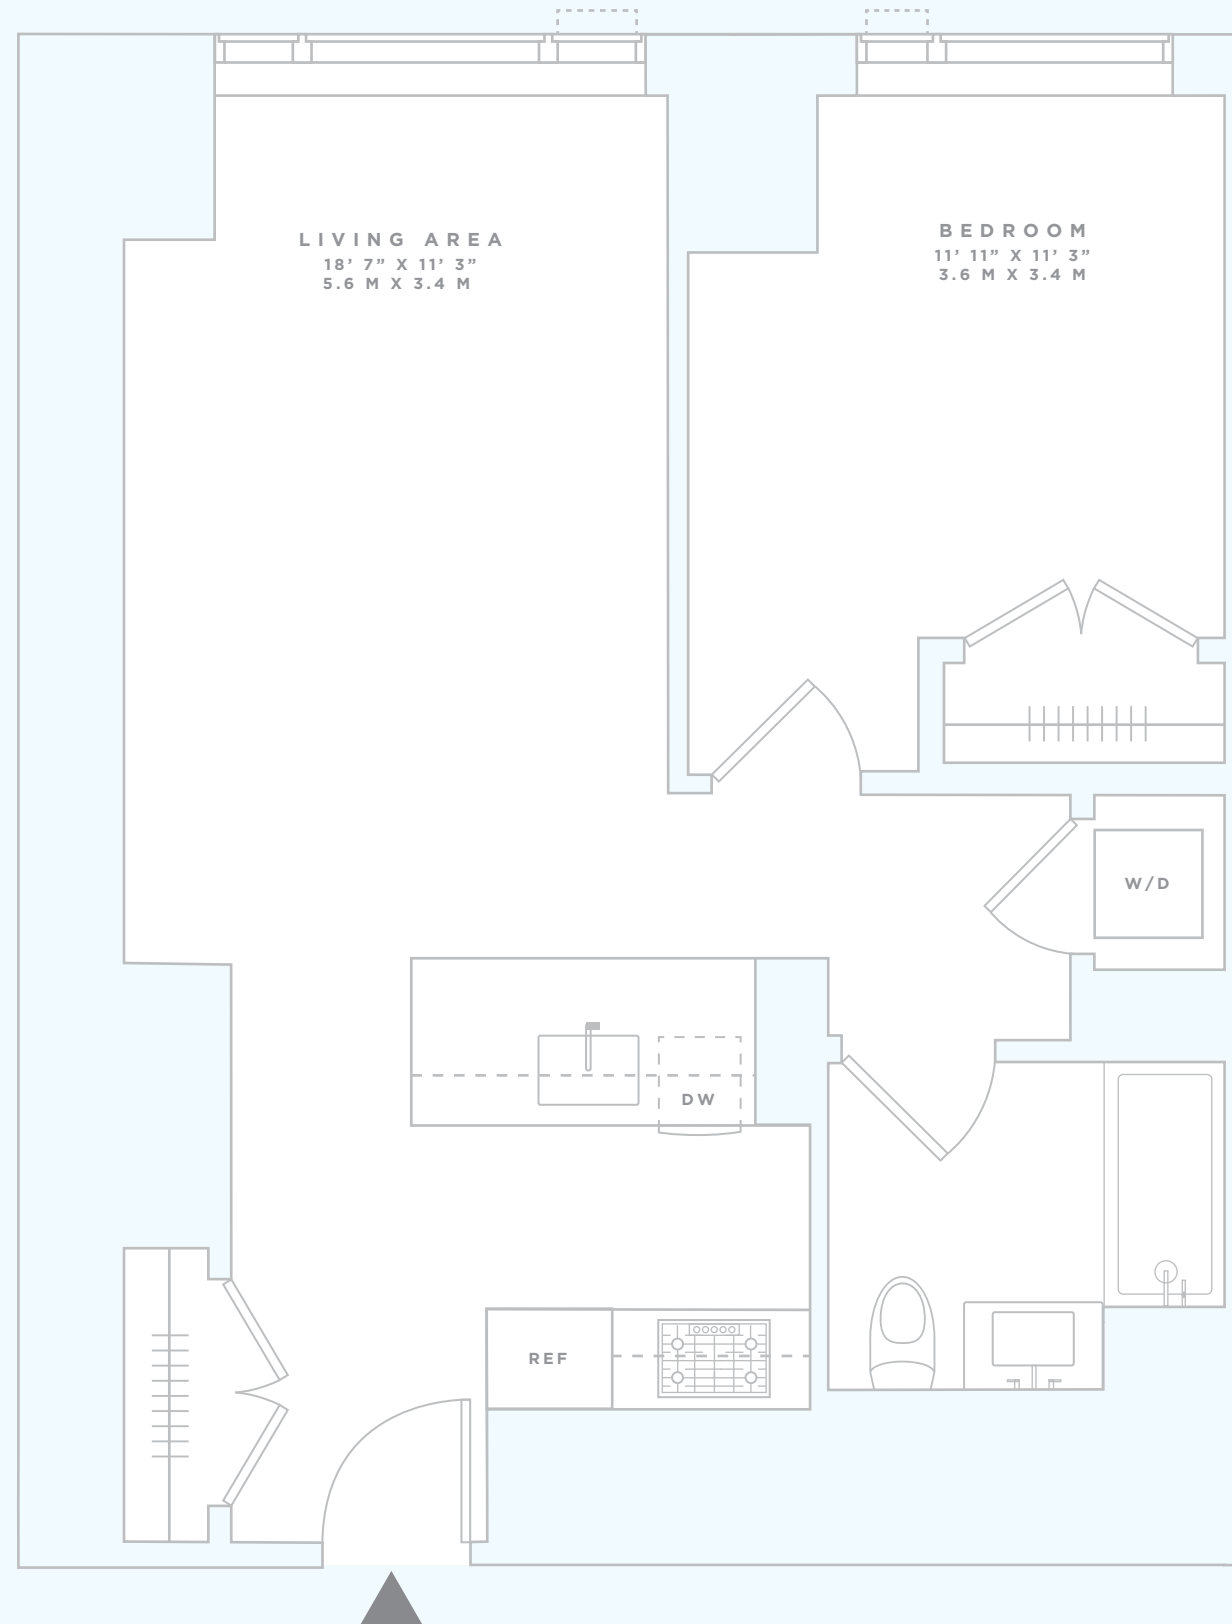 LIVING AREA
18’ 7” X 11’ 3”
5.6 M X 3.4 M
BEDROOM
11’ 11” X 11’ 3”
3.6 M X 3.4 M
W/D
DW
REF